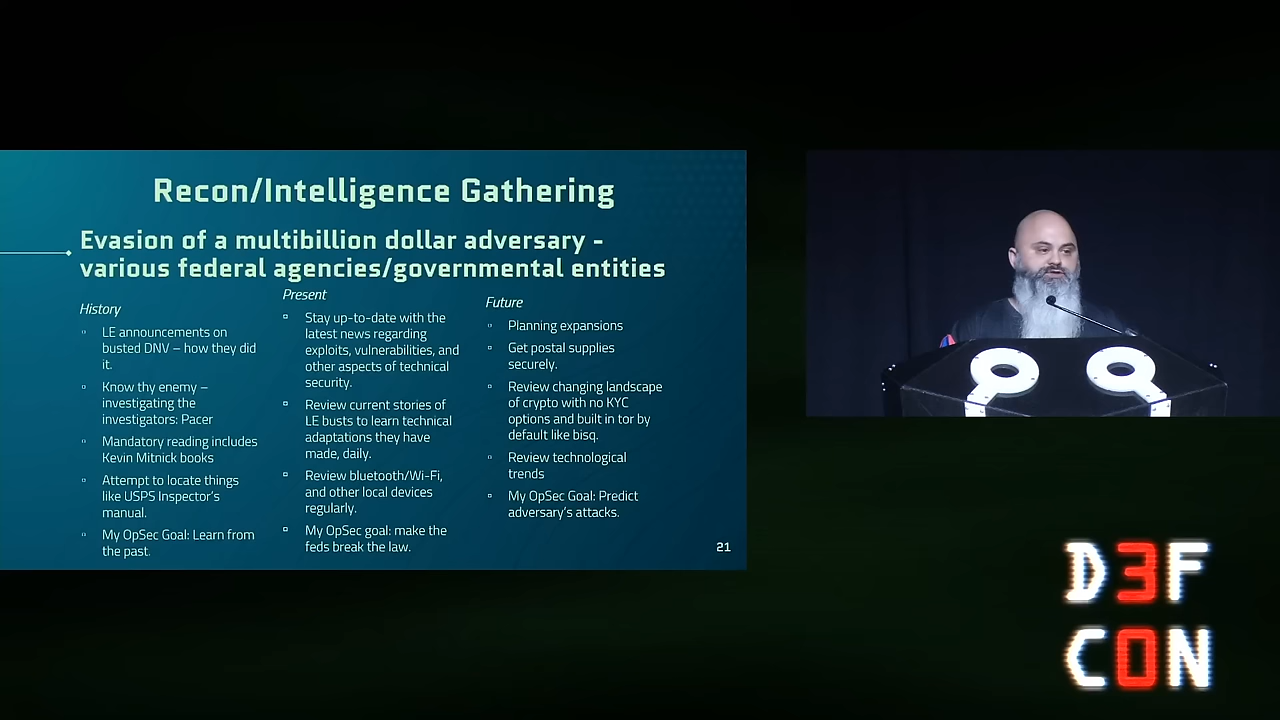 Recon/Intelligence Gathering
Evasion of a multibillion dollar adversary -
various federal agencies/governmental entities
History
LE announcements on
busted DNV – how they did
it.
Know thy enemy –
investigating the
investigators: Pacer
Mandatory reading includes
Kevin Mitnick books
Attempt to locate things
like USPS Inspector's
manual.
My OpSec Goal: Learn from
the past.
Present
Stay up-to-date with the
latest news regarding
exploits, vulnerabilities, and
other aspects of technical
security.
Review current stories of
LE busts to learn technical
adaptations they have
made, daily.
Review bluetooth/Wi-Fi,
and other local devices
regularly.
My OpSec goal: make the
feds break the law.
Future
Planning expansions
Get postal supplies
securely.
Review changing landscape
of crypto with no KYC
options and built in tor by
default like bisq.
Review technological
trends
My OpSec Goal: Predict
adversary's attacks.
21
D3F
C0N